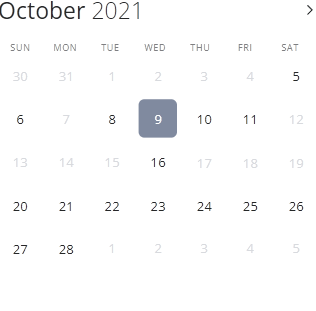 October 2021 >
SUN MON TUE WED THU FRI SAT
30 31 1 2 3 4 5
6 7 8 9 10 11 12
13 14 15 16 17 18 19
20 21 22 23 24 25 26
27 28 1 2 3 4 5